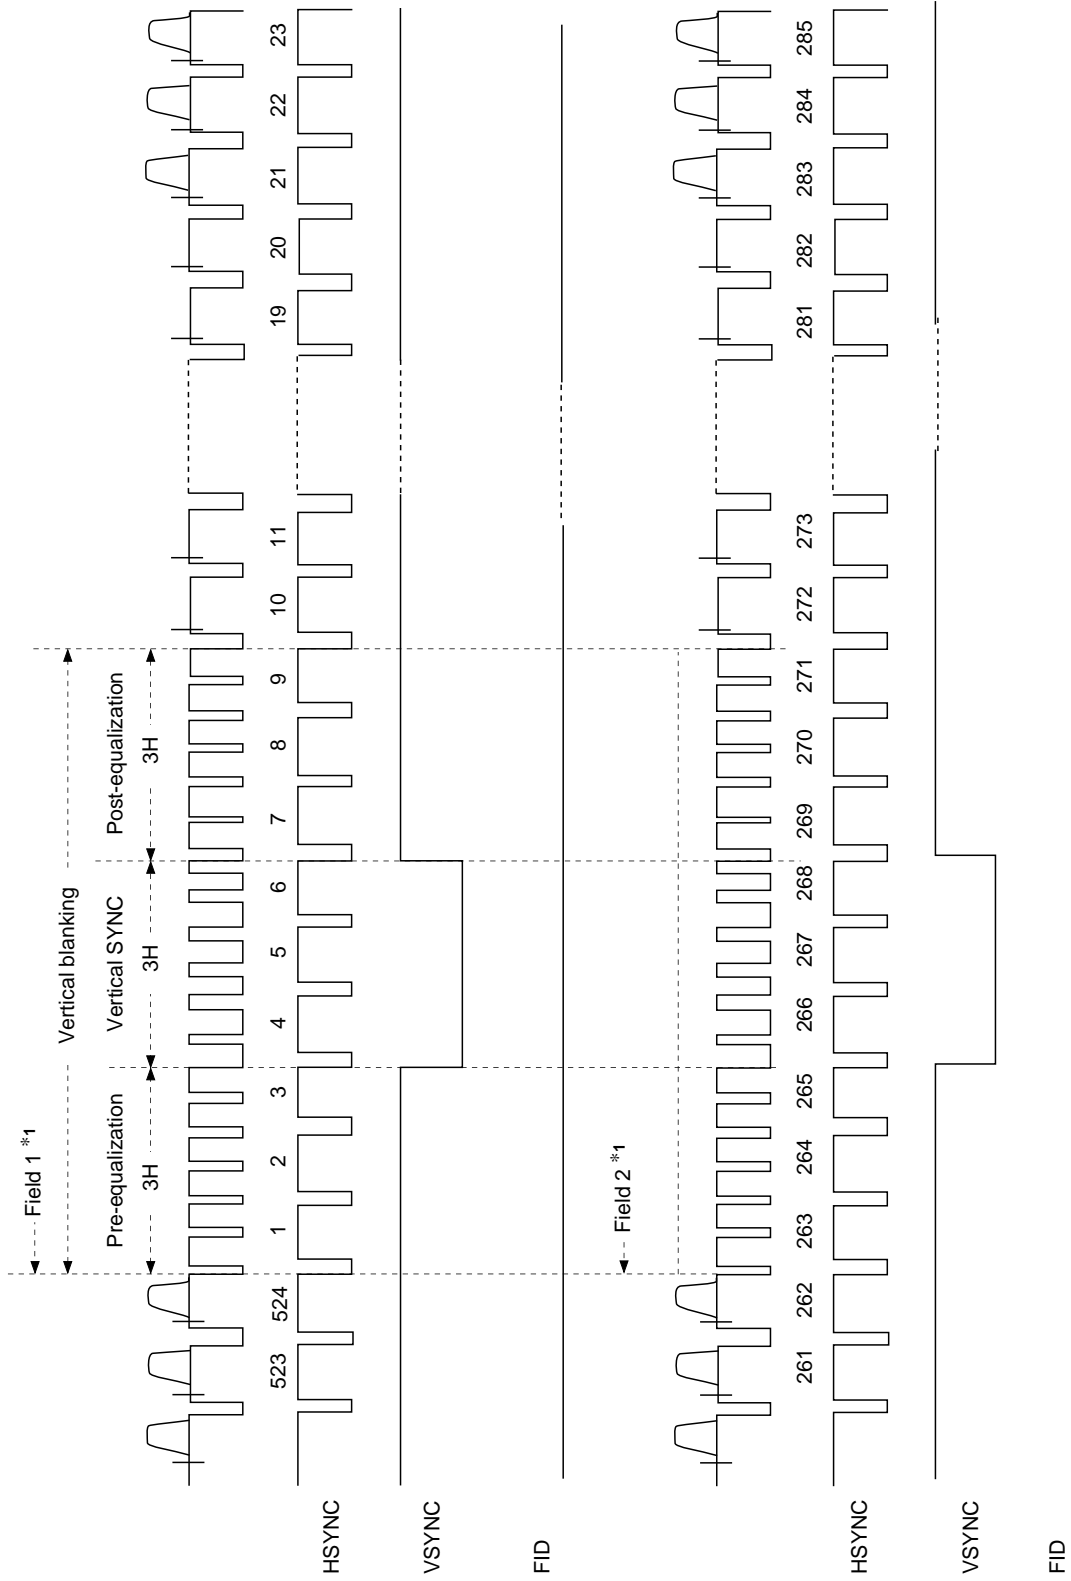 Field 1 *1
Vertical blanking
Pre-equalization Vertical SYNC Post-equalization
3H 3H 3H
523 524 1 2 3 4 5 6 7 8 9 10 11 19 20 21 22 23
HSYNC
VSYNC
FID
Field 2 *1
261 262 263 264 265 266 267 268 269 270 271 272 273 281 282 283 284 285
HSYNC
VSYNC
FID